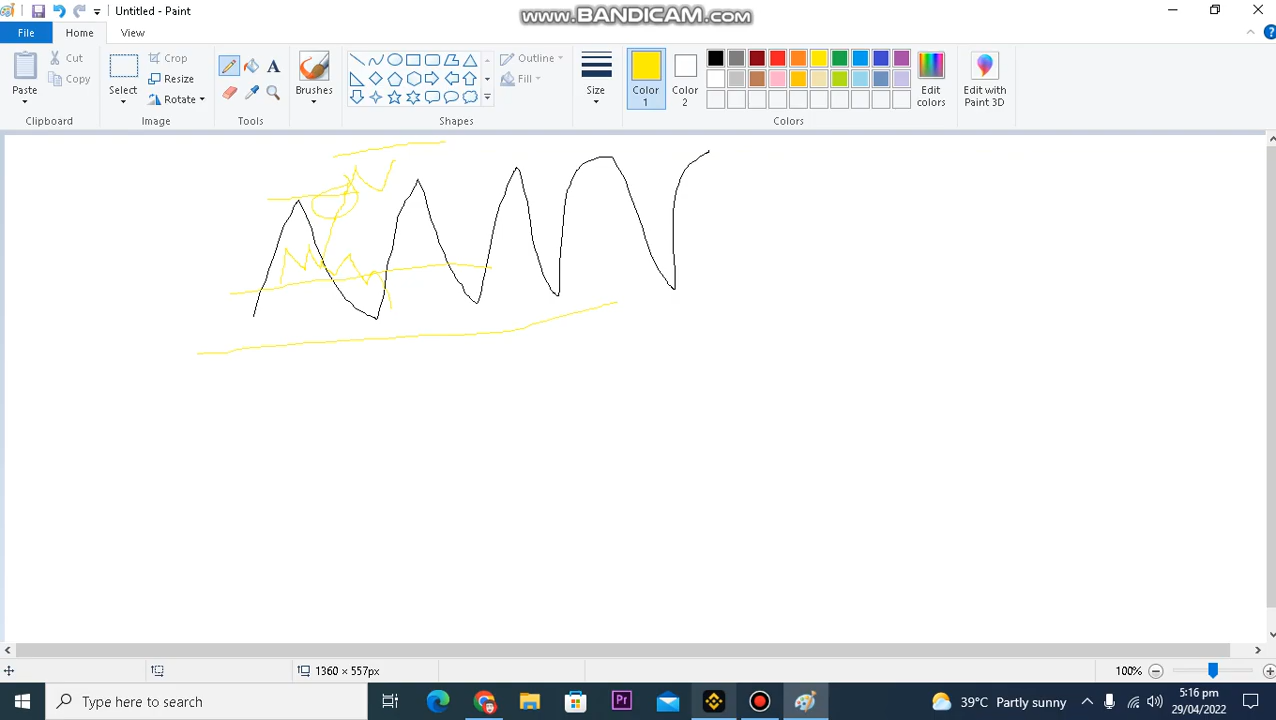 Untitled - Paint
www.BANDICAM.com
File Home View
Paste
Cut
Copy
Clipboard
Select
Crop
Resize
Rotate
Image
Tools
Brushes
Shapes
Outline
Fill
Size
Color 1
Color 2
Colors
Edit colors
Edit with Paint 3D
1360 × 557px
100%
Type here to search
Pr
39°C Partly sunny
5:16 pm
29/04/2022